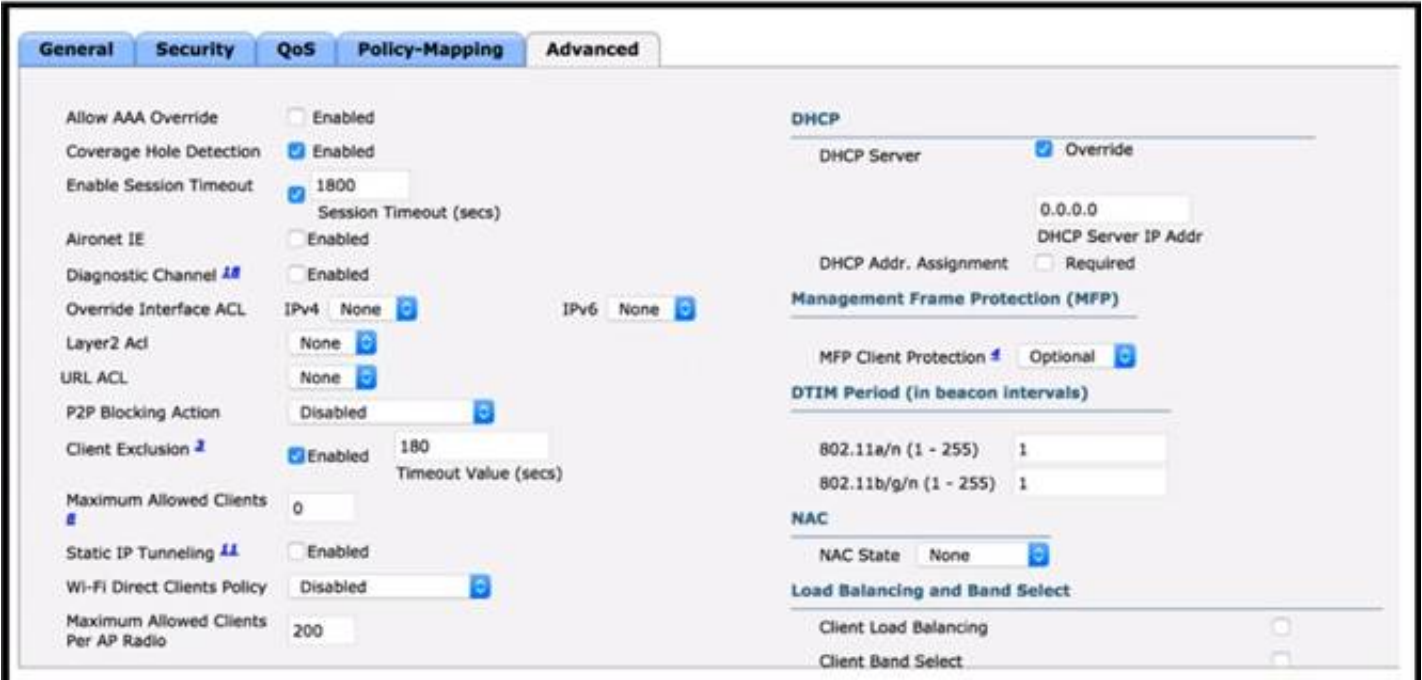 General Security QoS Policy-Mapping Advanced
Allow AAA Override Enabled
Coverage Hole Detection Enabled
Enable Session Timeout 1800
Session Timeout (secs)
Aironet IE Enabled
Diagnostic Channel 18 Enabled
Override Interface ACL IPv4 None IPv6 None
Layer2 Acl None
URL ACL None
P2P Blocking Action Disabled
Client Exclusion 3 Enabled 180
Timeout Value (secs)
Maximum Allowed Clients 0
8
Static IP Tunneling 11 Enabled
Wi-Fi Direct Clients Policy Disabled
Maximum Allowed Clients
Per AP Radio 200
DHCP
DHCP Server Override
0.0.0.0
DHCP Server IP Addr
DHCP Addr. Assignment Required
Management Frame Protection (MFP)
MFP Client Protection 4 Optional
DTIM Period (in beacon intervals)
802.11a/n (1 - 255) 1
802.11b/g/n (1 - 255) 1
NAC
NAC State None
Load Balancing and Band Select
Client Load Balancing
Client Band Select